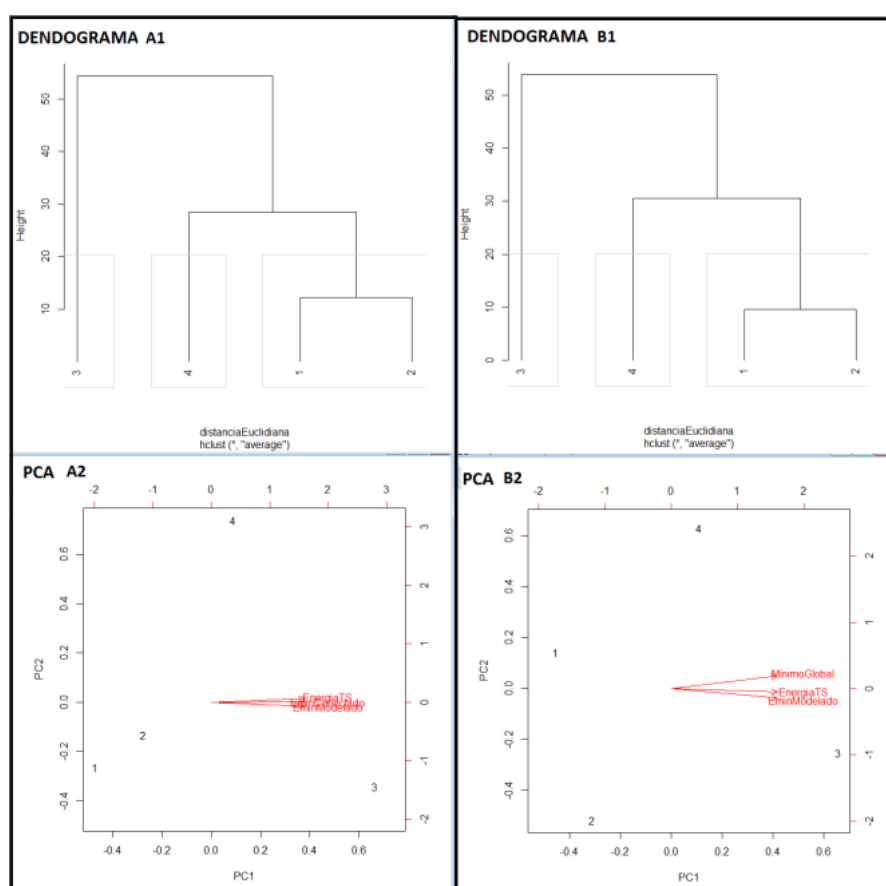 DENDOGRAMA A1
50
40
30
20
10
Height
3
4
1
2
distanciaEuclidiana
hclust (*, "average")
DENDOGRAMA B1
50
40
30
20
10
0
Height
3
4
1
2
distanciaEuclidiana
hclust (*, "average")
PCA A2
-2 -1 0 1 2 3
0.6
0.4
0.2
0.0
-0.2
-0.4
PC2
3
2
1
0
-1
-2
4
EnergiaTS
EminModelado
2
1
3
-0.4 -0.2 0.0 0.2 0.4 0.6
PC1
PCA B2
-2 -1 0 1 2
0.6
0.4
0.2
0.0
-0.2
-0.4
PC2
2
1
0
-1
-2
4
1
MinimoGlobal
EnergiaTS
EminModelado
3
2
-0.4 -0.2 0.0 0.2 0.4 0.6
PC1